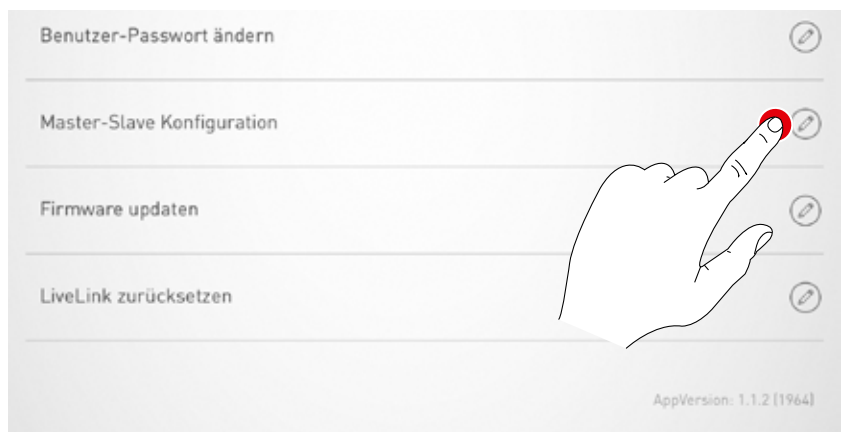 Benutzer-Passwort ändern
Master-Slave Konfiguration
Firmware updaten
LiveLink zurücksetzen
AppVersion: 1.1.2 (1964)